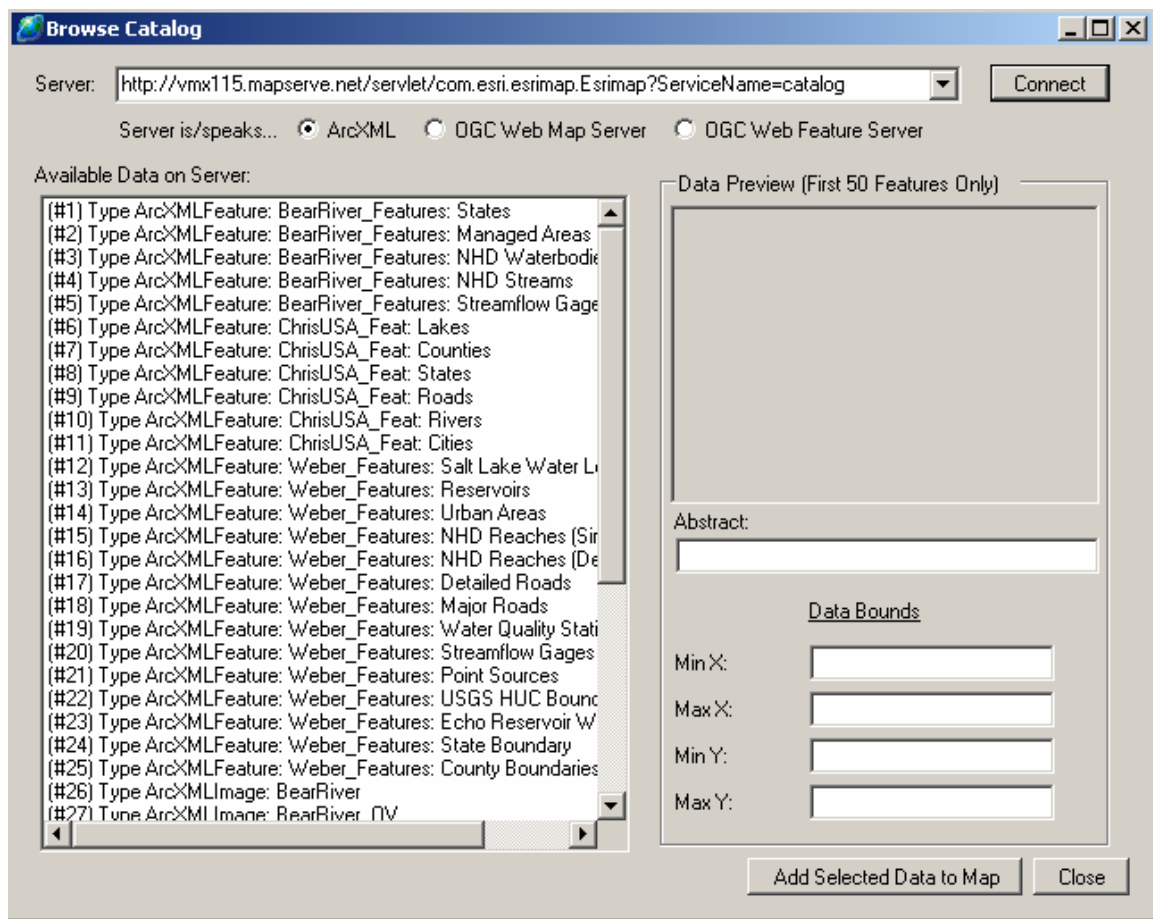 Browse Catalog
Server: http://vmx115.mapserve.net/servlet/com.esri.esrimap.Esrimap?ServiceName=catalog Connect
Server is/speaks... ArcXML OGC Web Map Server OGC Web Feature Server
Available Data on Server:
(#1) Type ArcXMLFeature: BearRiver_Features: States
(#2) Type ArcXMLFeature: BearRiver_Features: Managed Areas
(#3) Type ArcXMLFeature: BearRiver_Features: NHD Waterbodie
(#4) Type ArcXMLFeature: BearRiver_Features: NHD Streams
(#5) Type ArcXMLFeature: BearRiver_Features: Streamflow Gage
(#6) Type ArcXMLFeature: ChrisUSA_Feat: Lakes
(#7) Type ArcXMLFeature: ChrisUSA_Feat: Counties
(#8) Type ArcXMLFeature: ChrisUSA_Feat: States
(#9) Type ArcXMLFeature: ChrisUSA_Feat: Roads
(#10) Type ArcXMLFeature: ChrisUSA_Feat: Rivers
(#11) Type ArcXMLFeature: ChrisUSA_Feat: Cities
(#12) Type ArcXMLFeature: Weber_Features: Salt Lake Water L
(#13) Type ArcXMLFeature: Weber_Features: Reservoirs
(#14) Type ArcXMLFeature: Weber_Features: Urban Areas
(#15) Type ArcXMLFeature: Weber_Features: NHD Reaches (Sir
(#16) Type ArcXMLFeature: Weber_Features: NHD Reaches (De
(#17) Type ArcXMLFeature: Weber_Features: Detailed Roads
(#18) Type ArcXMLFeature: Weber_Features: Major Roads
(#19) Type ArcXMLFeature: Weber_Features: Water Quality Stati
(#20) Type ArcXMLFeature: Weber_Features: Streamflow Gages
(#21) Type ArcXMLFeature: Weber_Features: Point Sources
(#22) Type ArcXMLFeature: Weber_Features: USGS HUC Bounc
(#23) Type ArcXMLFeature: Weber_Features: Echo Reservoir W
(#24) Type ArcXMLFeature: Weber_Features: State Boundary
(#25) Type ArcXMLFeature: Weber_Features: County Boundaries
(#26) Type ArcXMLImage: BearRiver
(#27) Type ArcXMLImage: BearRiver_OV
Data Preview (First 50 Features Only)
Abstract:
Data Bounds
Min X:
Max X:
Min Y:
Max Y:
Add Selected Data to Map Close